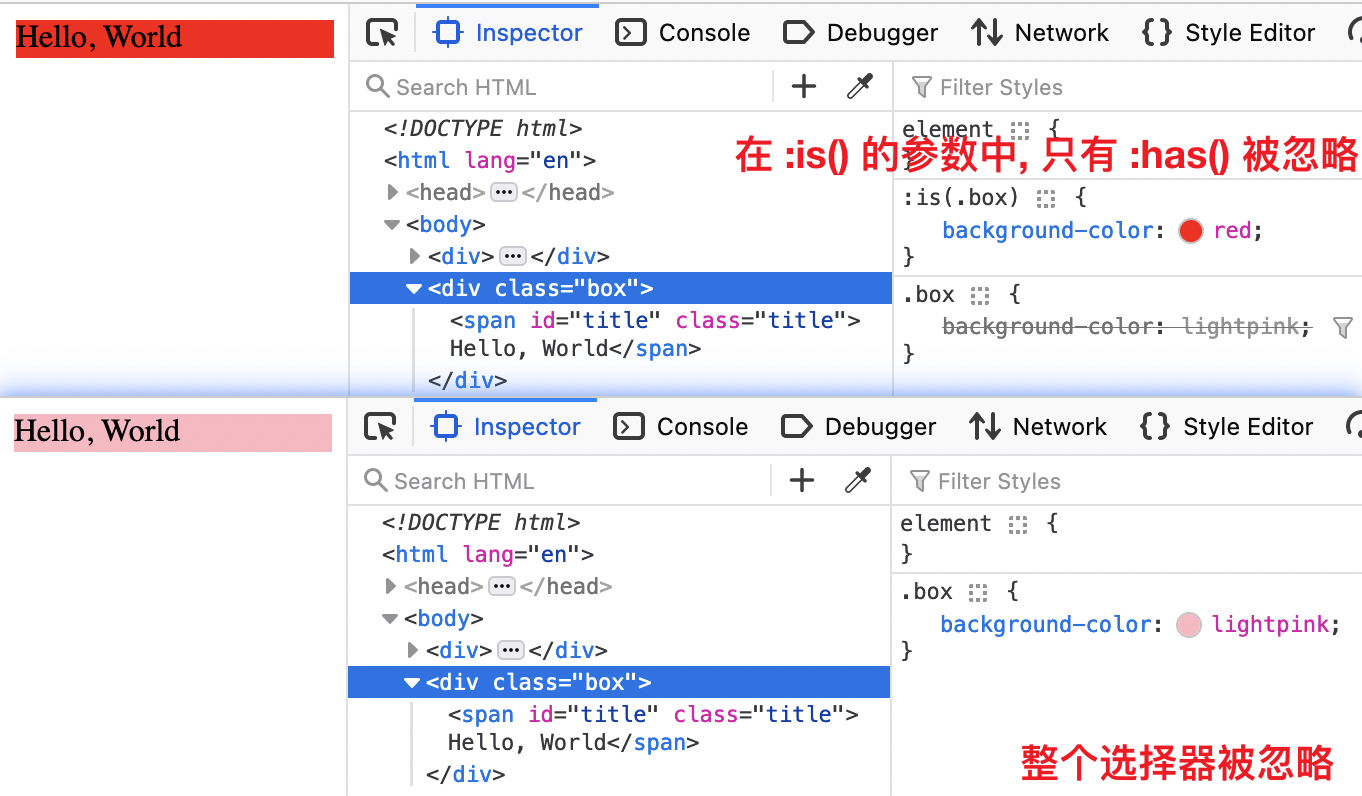 Hello, World
Inspector Console Debugger Network Style Editor
Search HTML
Filter Styles
<!DOCTYPE html>
<html lang="en">
<head> ••• </head>
<body>
<div> ••• </div>
<div class="box">
<span id="title" class="title">
Hello, World</span>
</div>
element {
}
在 :is() 的参数中, 只有 :has() 被忽略
:is(.box) {
background-color: red;
}
.box {
background-color: lightpink;
}
Hello, World
Inspector Console Debugger Network Style Editor
Search HTML
Filter Styles
<!DOCTYPE html>
<html lang="en">
<head> ••• </head>
<body>
<div> ••• </div>
<div class="box">
<span id="title" class="title">
Hello, World</span>
</div>
element {
}
.box {
background-color: lightpink;
}
整个选择器被忽略